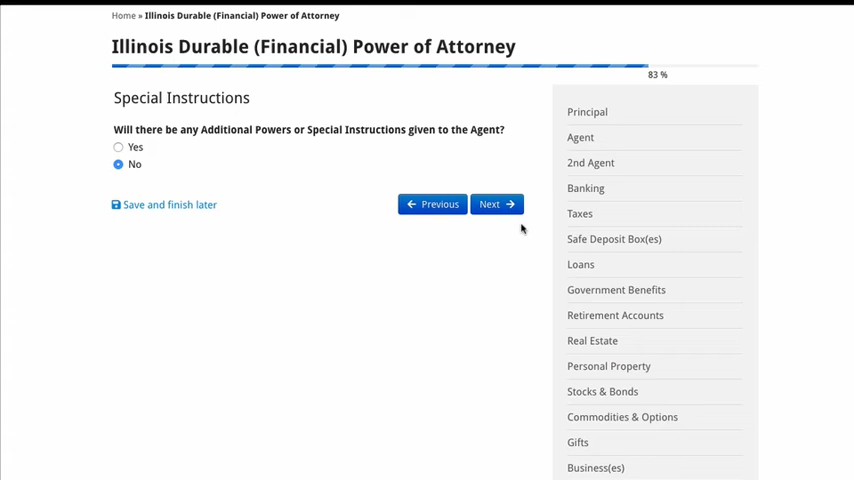 Home » Illinois Durable (Financial) Power of Attorney
Illinois Durable (Financial) Power of Attorney
83 %
Special Instructions
Will there be any Additional Powers or Special Instructions given to the Agent?
Yes
No
Save and finish later
Previous
Next
Principal
Agent
2nd Agent
Banking
Taxes
Safe Deposit Box(es)
Loans
Government Benefits
Retirement Accounts
Real Estate
Personal Property
Stocks & Bonds
Commodities & Options
Gifts
Business(es)